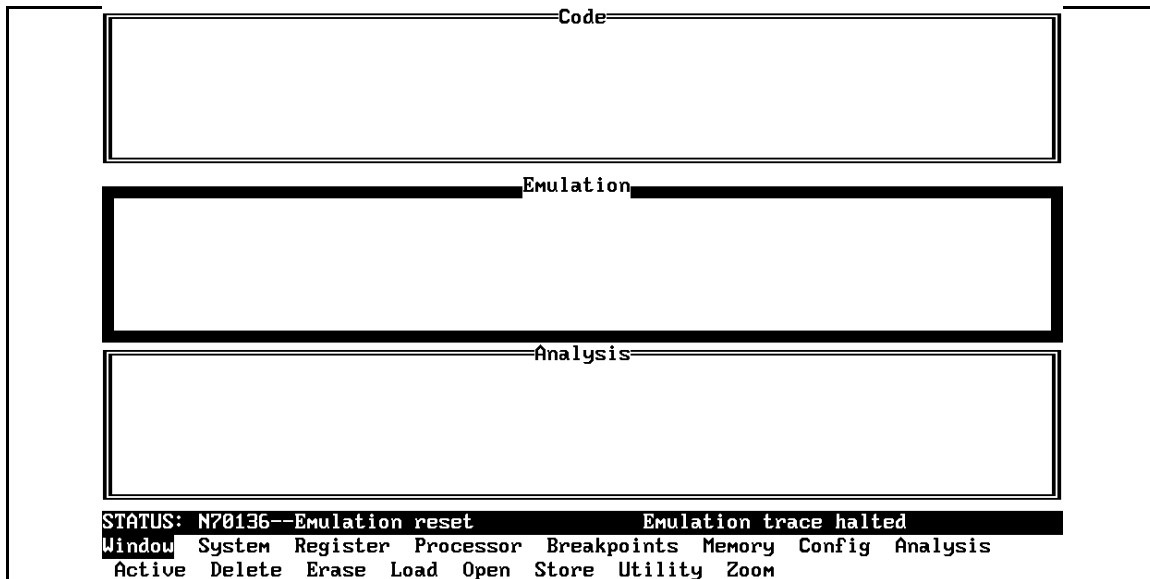 Code
Emulation
Analysis
STATUS: N70136--Emulation reset Emulation trace halted
Window System Register Processor Breakpoints Memory Config Analysis
Active Delete Erase Load Open Store Utility Zoom